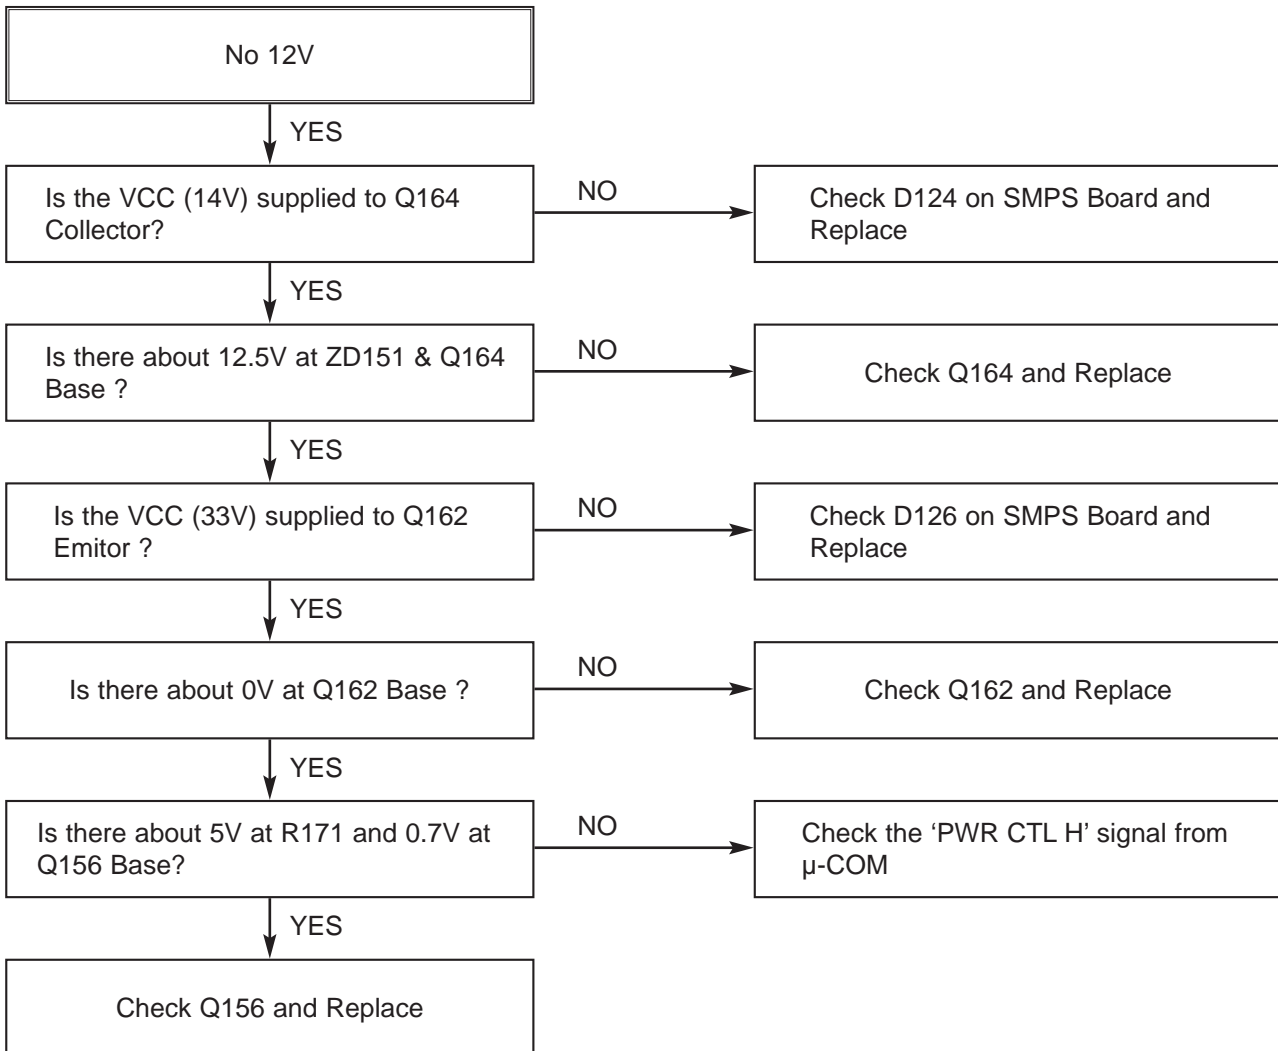 No 12V
YES
Is the VCC (14V) supplied to Q164
Collector?
NO
Check D124 on SMPS Board and
Replace
YES
Is there about 12.5V at ZD151 & Q164
Base ?
NO
Check Q164 and Replace
YES
Is the VCC (33V) supplied to Q162
Emitor ?
NO
Check D126 on SMPS Board and
Replace
YES
Is there about 0V at Q162 Base ?
NO
Check Q162 and Replace
YES
Is there about 5V at R171 and 0.7V at
Q156 Base?
NO
Check the ‘PWR CTL H’ signal from
µ-COM
YES
Check Q156 and Replace